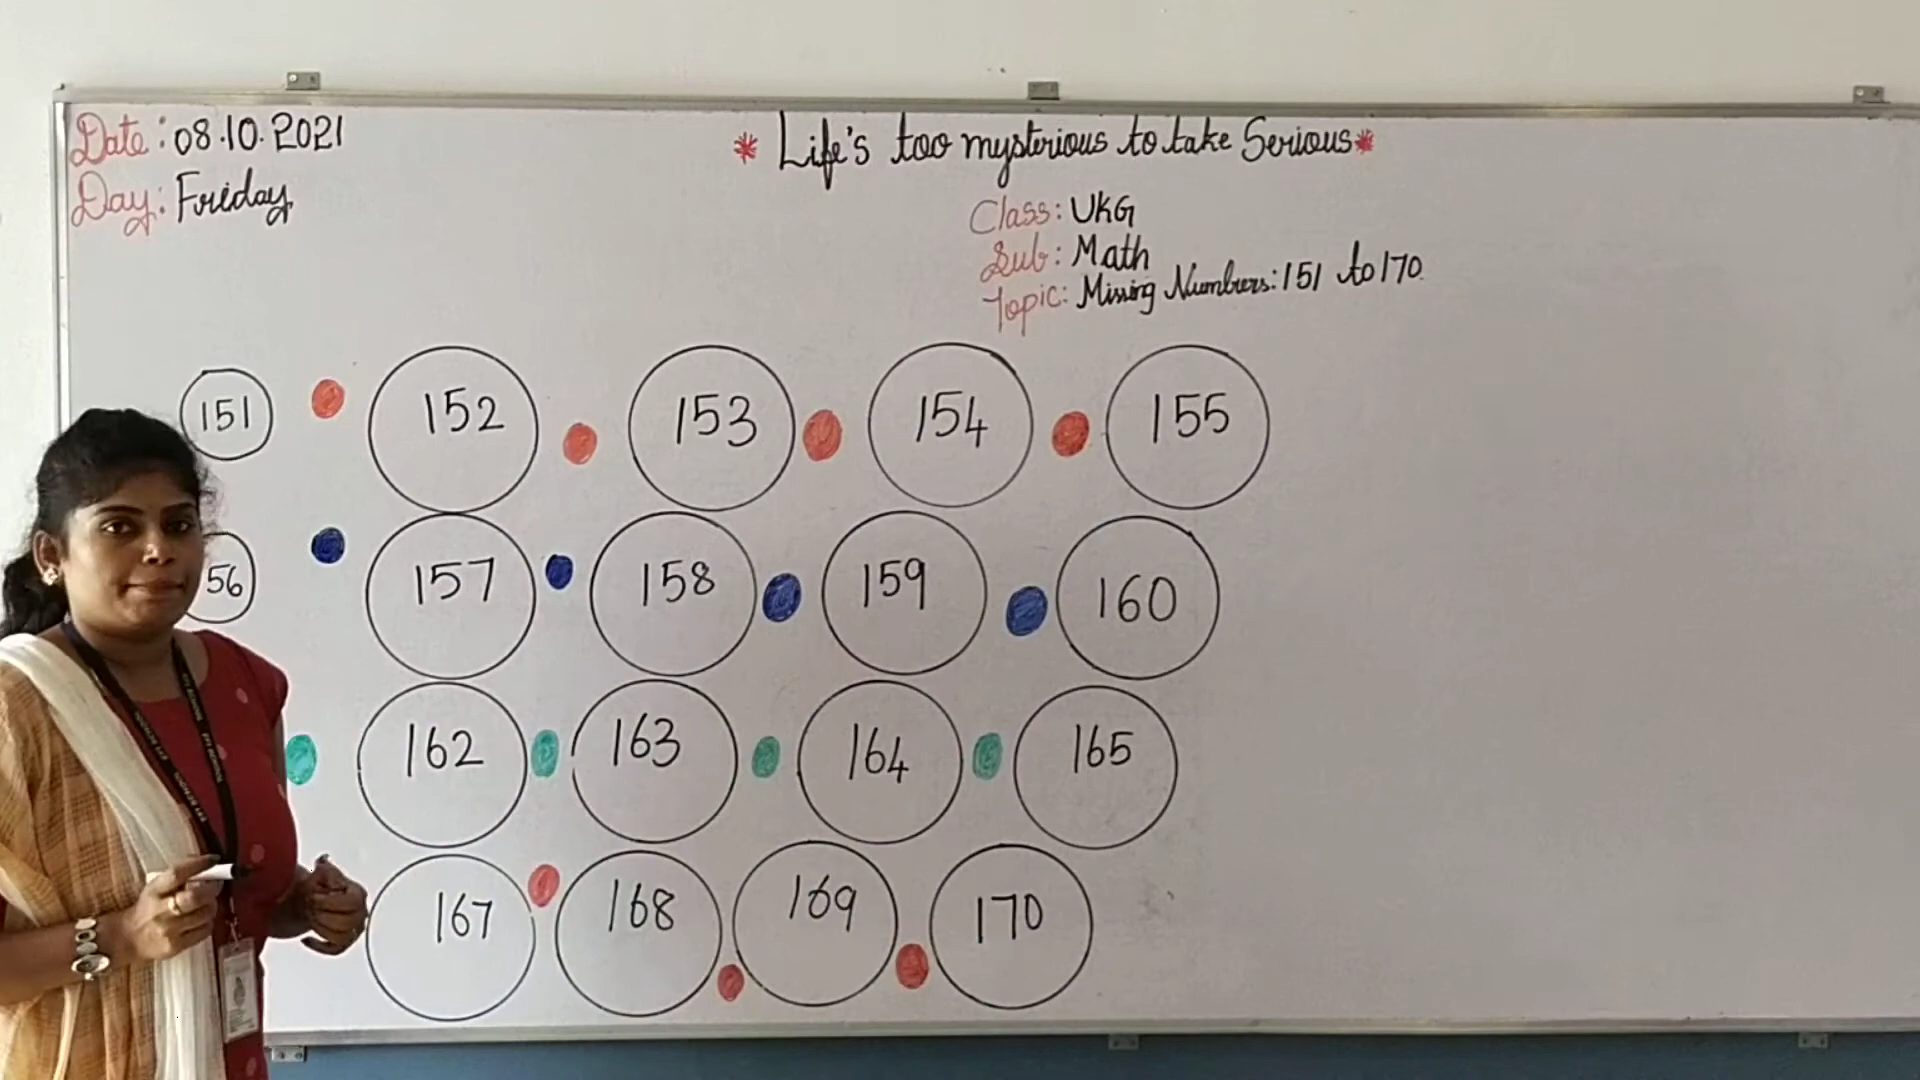 Date: 08.10.2021
* Life's too mysterious to take Serious*
Day: Friday
Class: UKG
Sub: Math
Topic: Missing Numbers: 151 to 170
151 152 153 154 155
56 157 158 159 160
162 163 164 165
167 168 169 170